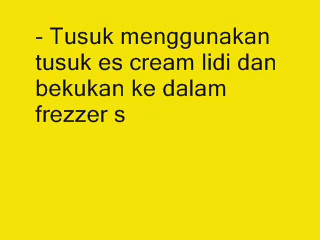 - Tusuk menggunakan
tusuk es cream lidi dan
bekukan ke dalam
frezzer s